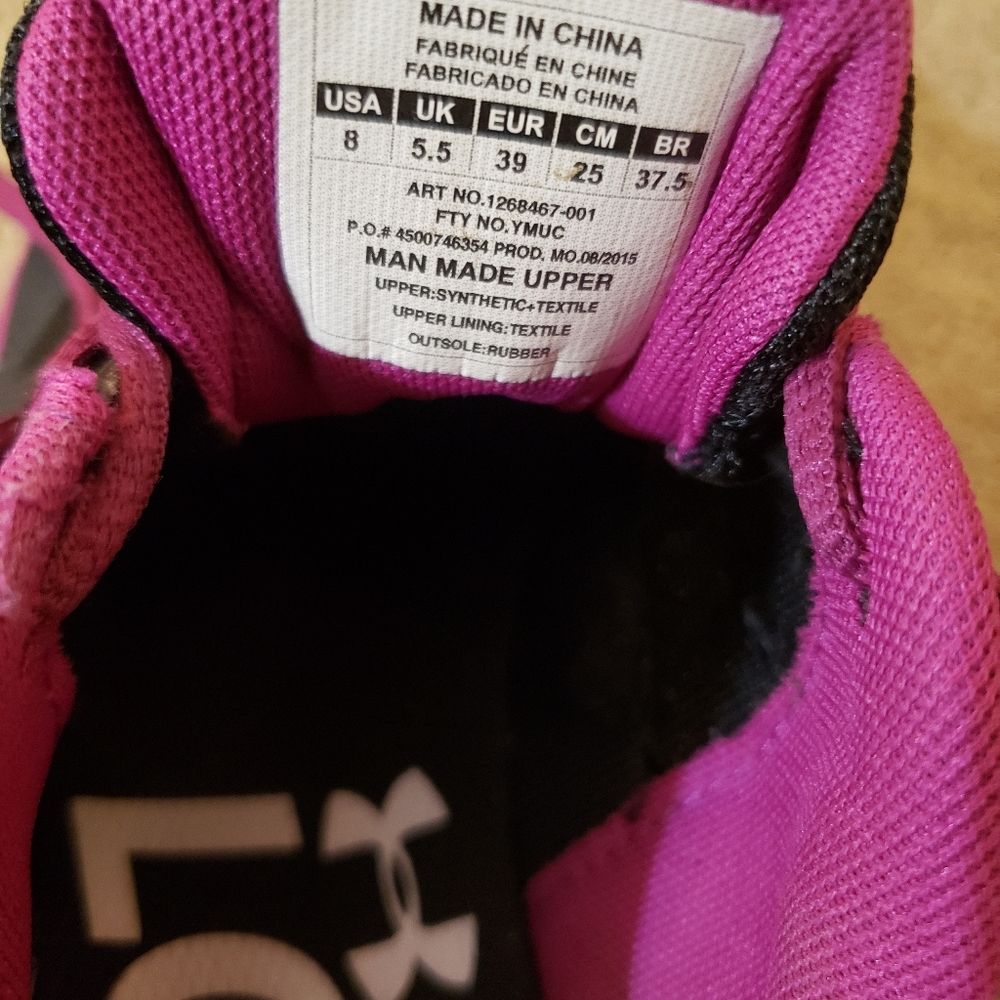 MADE IN CHINA
FABRIQUÉ EN CHINE
FABRICADO EN CHINA
USA UK EUR CM BR
8 5.5 39 25 37.5
ART NO.1268467-001
FTY NO.YMUC
P.O.# 4500746354 PROD. MO.08/2015
MAN MADE UPPER
UPPER:SYNTHETIC+TEXTILE
UPPER LINING:TEXTILE
OUTSOLE:RUBBER
L